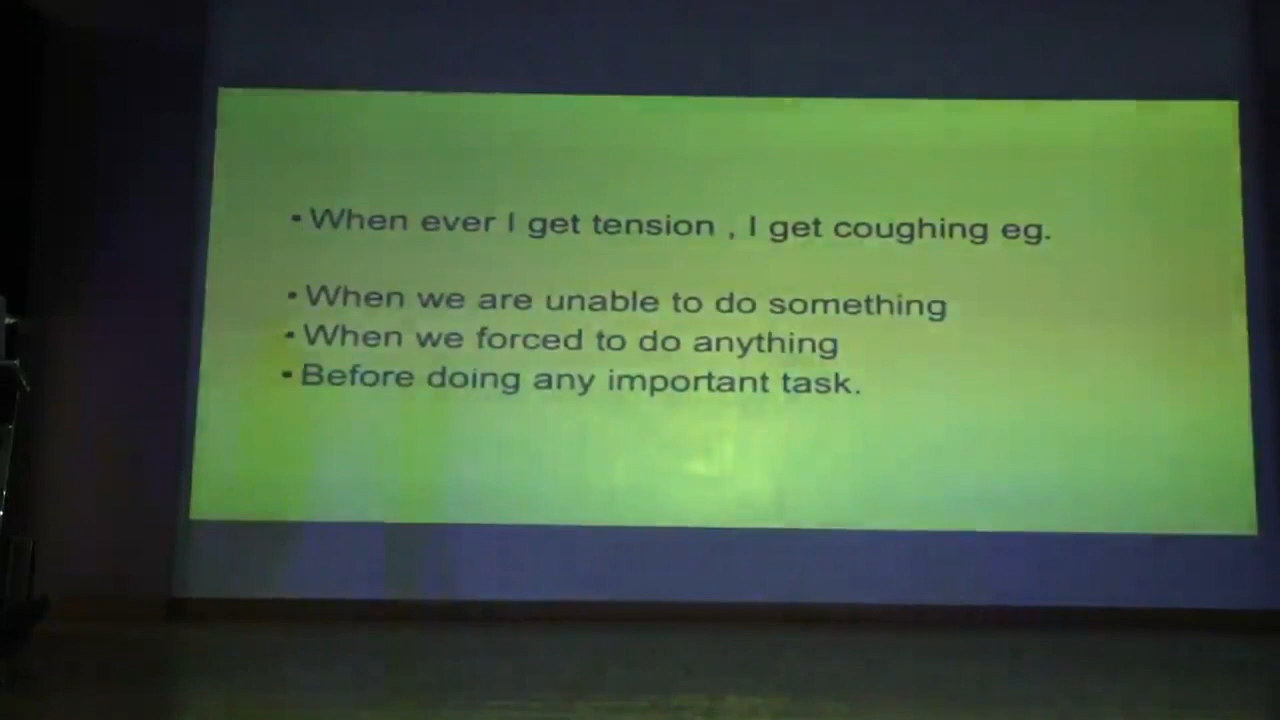 • When ever I get tension , I get coughing eg.
• When we are unable to do something
• When we forced to do anything
• Before doing any important task.